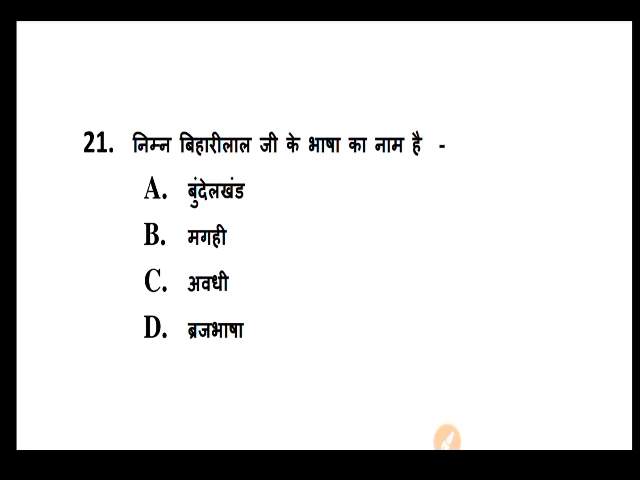 21. निम्न बिहारीलाल जी के भाषा का नाम है -
A. बुंदेलखंड
B. मगही
C. अवधी
D. ब्रजभाषा